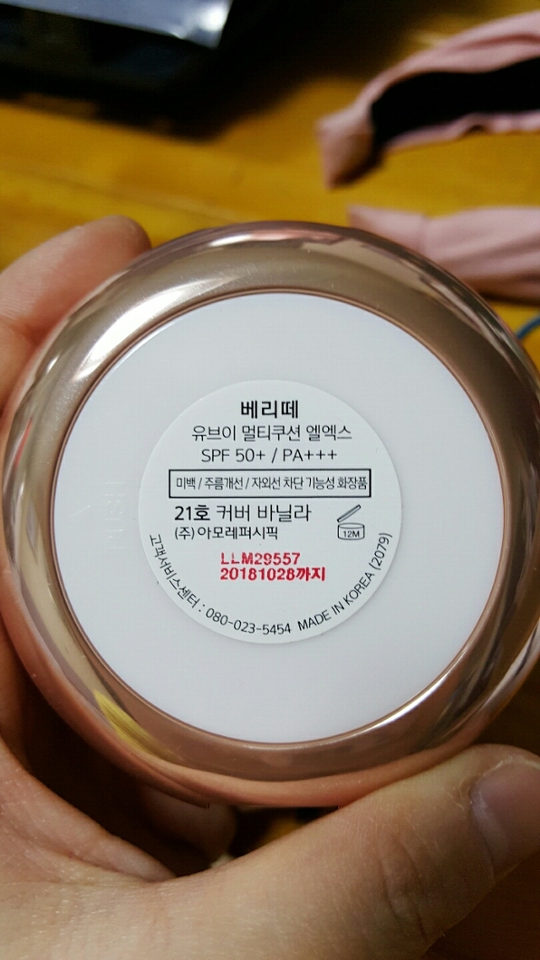 베리떼
유브이 멀티쿠션 엘엑스
SPF 50+ / PA+++
미백 / 주름개선 / 자외선 차단 기능성 화장품
21호 커버 바닐라
(주)아모레퍼시픽
12M
LLM29557
20181028까지
고객서비스센터 : 080-023-5454 MADE IN KOREA (2079)
PUSH